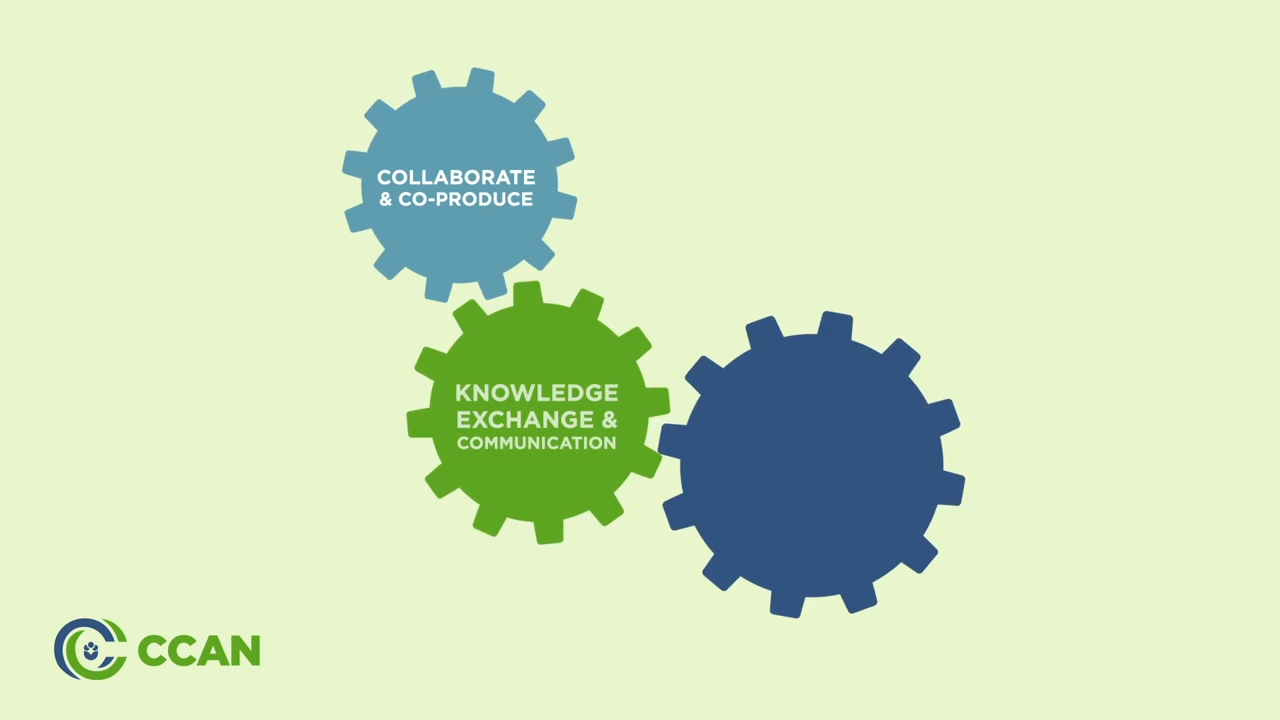 COLLABORATE
& CO-PRODUCE
KNOWLEDGE
EXCHANGE &
COMMUNICATION
CCAN